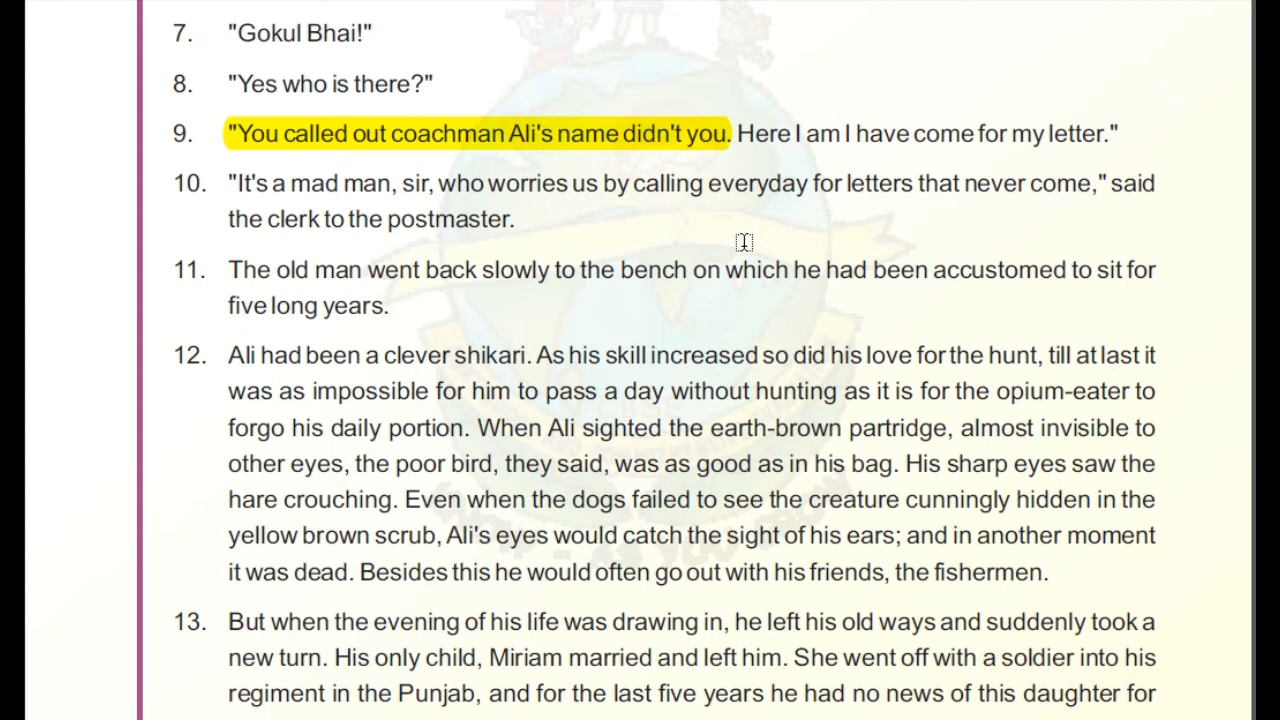 7. "Gokul Bhai!"
8. "Yes who is there?"
9. "You called out coachman Ali's name didn't you. Here I am I have come for my letter."
10. "It's a mad man, sir, who worries us by calling everyday for letters that never come," said
the clerk to the postmaster.
11. The old man went back slowly to the bench on which he had been accustomed to sit for
five long years.
12. Ali had been a clever shikari. As his skill increased so did his love for the hunt, till at last it
was as impossible for him to pass a day without hunting as it is for the opium-eater to
forgo his daily portion. When Ali sighted the earth-brown partridge, almost invisible to
other eyes, the poor bird, they said, was as good as in his bag. His sharp eyes saw the
hare crouching. Even when the dogs failed to see the creature cunningly hidden in the
yellow brown scrub, Ali's eyes would catch the sight of his ears; and in another moment
it was dead. Besides this he would often go out with his friends, the fishermen.
13. But when the evening of his life was drawing in, he left his old ways and suddenly took a
new turn. His only child, Miriam married and left him. She went off with a soldier into his
regiment in the Punjab, and for the last five years he had no news of this daughter for